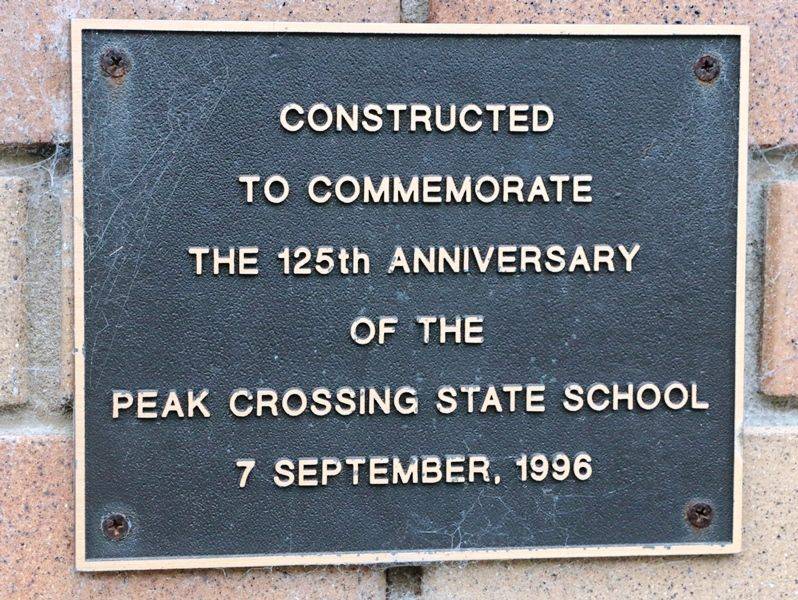 CONSTRUCTED
TO COMMEMORATE
THE 125th ANNIVERSARY
OF THE
PEAK CROSSING STATE SCHOOL
7 SEPTEMBER, 1996